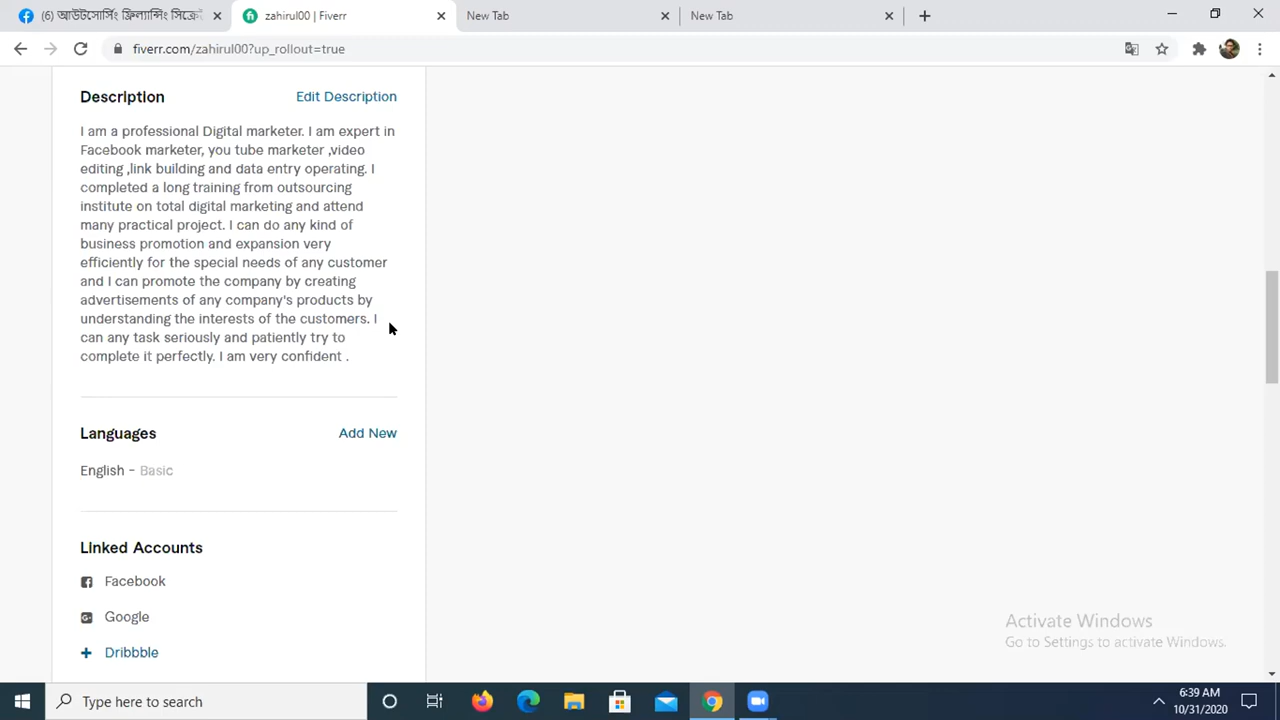 (6) আউটসোর্সিং ফ্রিল্যান্সিং সিক্রেট
zahirul00 | Fiverr
New Tab
New Tab
fiverr.com/zahirul00?up_rollout=true
Description
Edit Description
I am a professional Digital marketer. I am expert in
Facebook marketer, you tube marketer ,video
editing ,link building and data entry operating. I
completed a long training from outsourcing
institute on total digital marketing and attend
many practical project. I can do any kind of
business promotion and expansion very
efficiently for the special needs of any customer
and I can promote the company by creating
advertisements of any company's products by
understanding the interests of the customers. I
can any task seriously and patiently try to
complete it perfectly. I am very confident .
Languages
Add New
English - Basic
Linked Accounts
Facebook
Google
+ Dribbble
Activate Windows
Go to Settings to activate Windows.
Type here to search
6:39 AM
10/31/2020